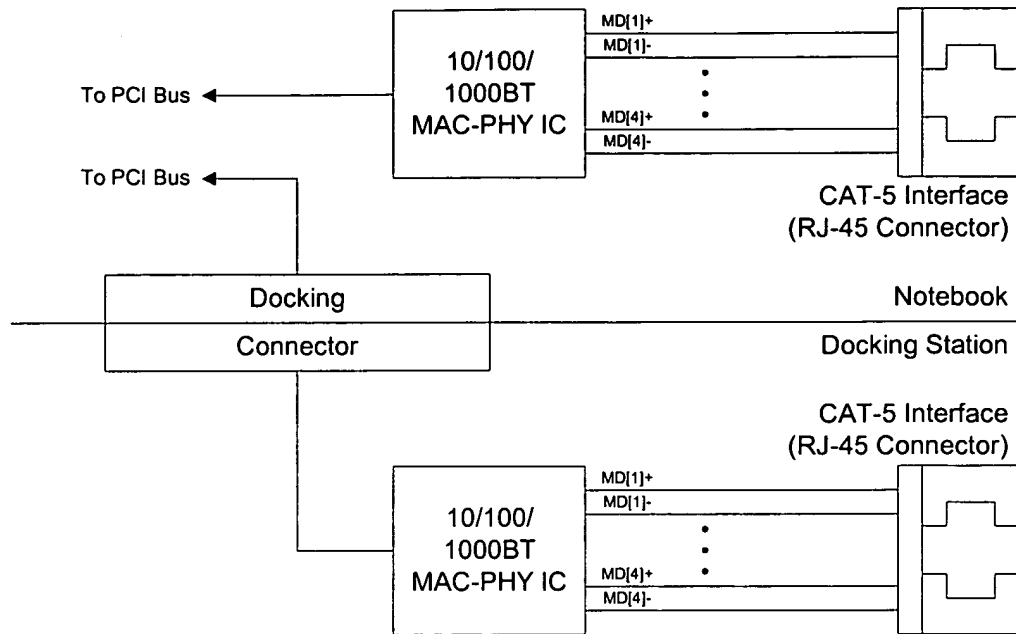 MD[1]+
MD[1]-
10/100/
1000BT
MAC-PHY IC
To PCI Bus
MD[4]+
MD[4]-
To PCI Bus
CAT-5 Interface
(RJ-45 Connector)
Docking
Notebook
Connector
Docking Station
CAT-5 Interface
(RJ-45 Connector)
MD[1]+
MD[1]-
10/100/
1000BT
MAC-PHY IC
MD[4]+
MD[4]-